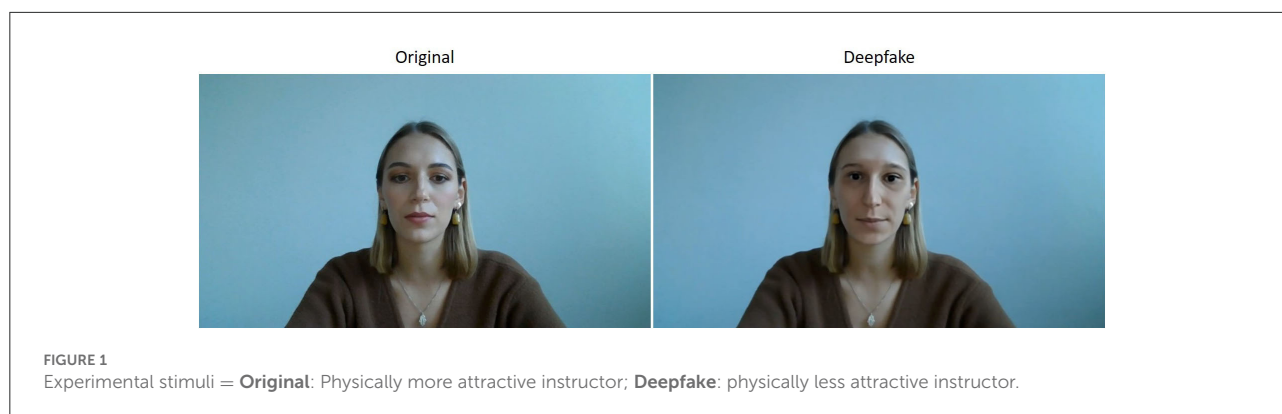 Original
Deepfake
FIGURE 1
Experimental stimuli = Original: Physically more attractive instructor; Deepfake: physically less attractive instructor.